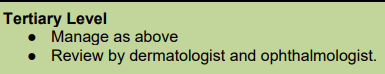 Tertiary Level
● Manage as above
● Review by dermatologist and ophthalmologist.